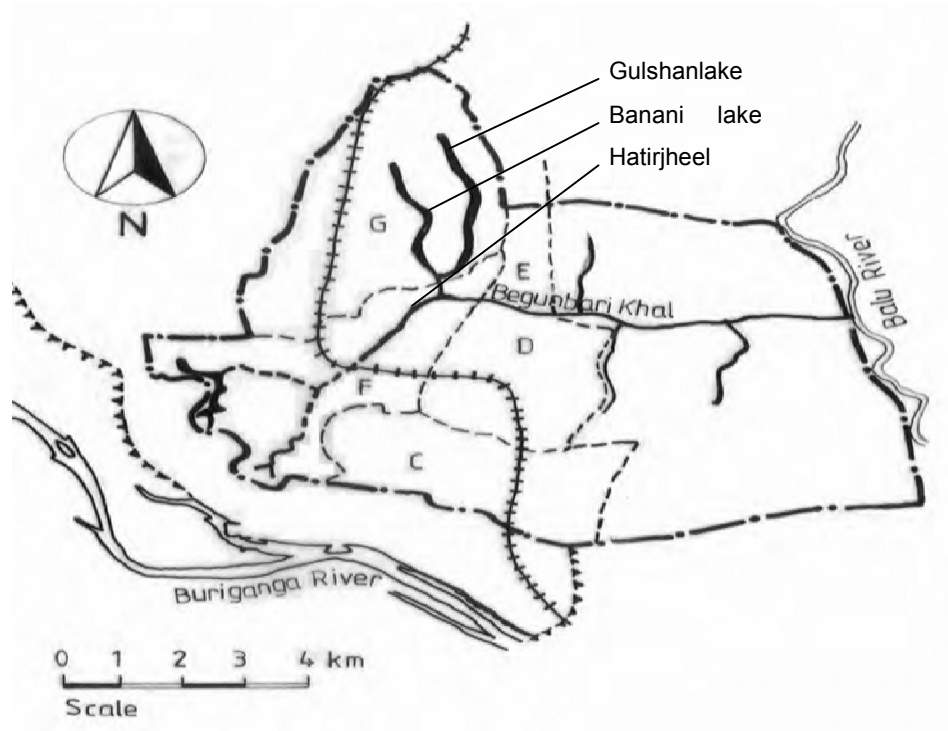 Gulshanlake
Banani lake
Hatirjheel
N
G
E
Begunbari Khal
Balu River
D
F
C
Buriganga River
0 1 2 3 4 km
Scale